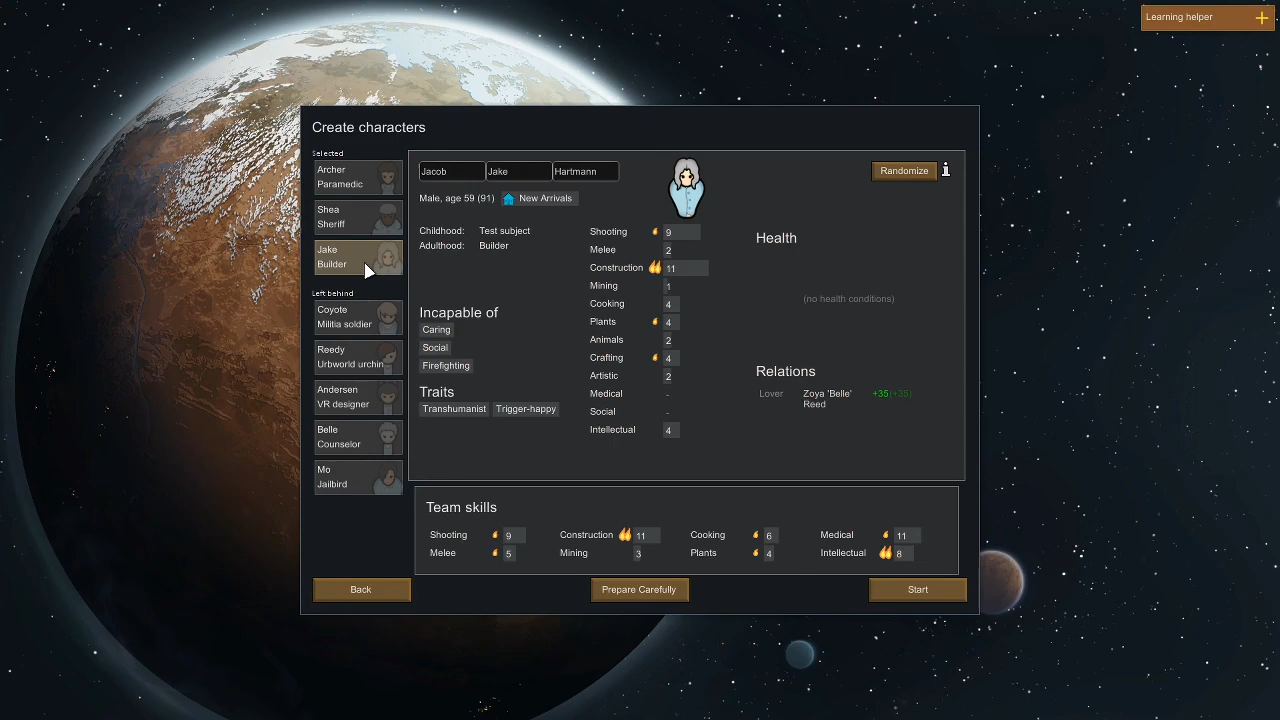 Learning helper
Create characters
Selected
Archer
Paramedic
Shea
Sheriff
Jake
Builder
Left behind
Coyote
Militia soldier
Reedy
Urbworld urchin
Andersen
VR designer
Belle
Counselor
Mo
Jailbird
Jacob Jake Hartmann
Randomize
Male, age 59 (91) New Arrivals
Childhood: Test subject
Adulthood: Builder
Incapable of
Caring
Social
Firefighting
Traits
Transhumanist Trigger-happy
Shooting 9
Melee 2
Construction 11
Mining 1
Cooking 4
Plants 4
Animals 2
Crafting 4
Artistic 2
Medical -
Social -
Intellectual 4
Health
(no health conditions)
Relations
Lover Zoya 'Belle' +35(+35)
Reed
Team skills
Shooting 9 Construction 11 Cooking 6 Medical 11
Melee 5 Mining 3 Plants 4 Intellectual 8
Back Prepare Carefully Start